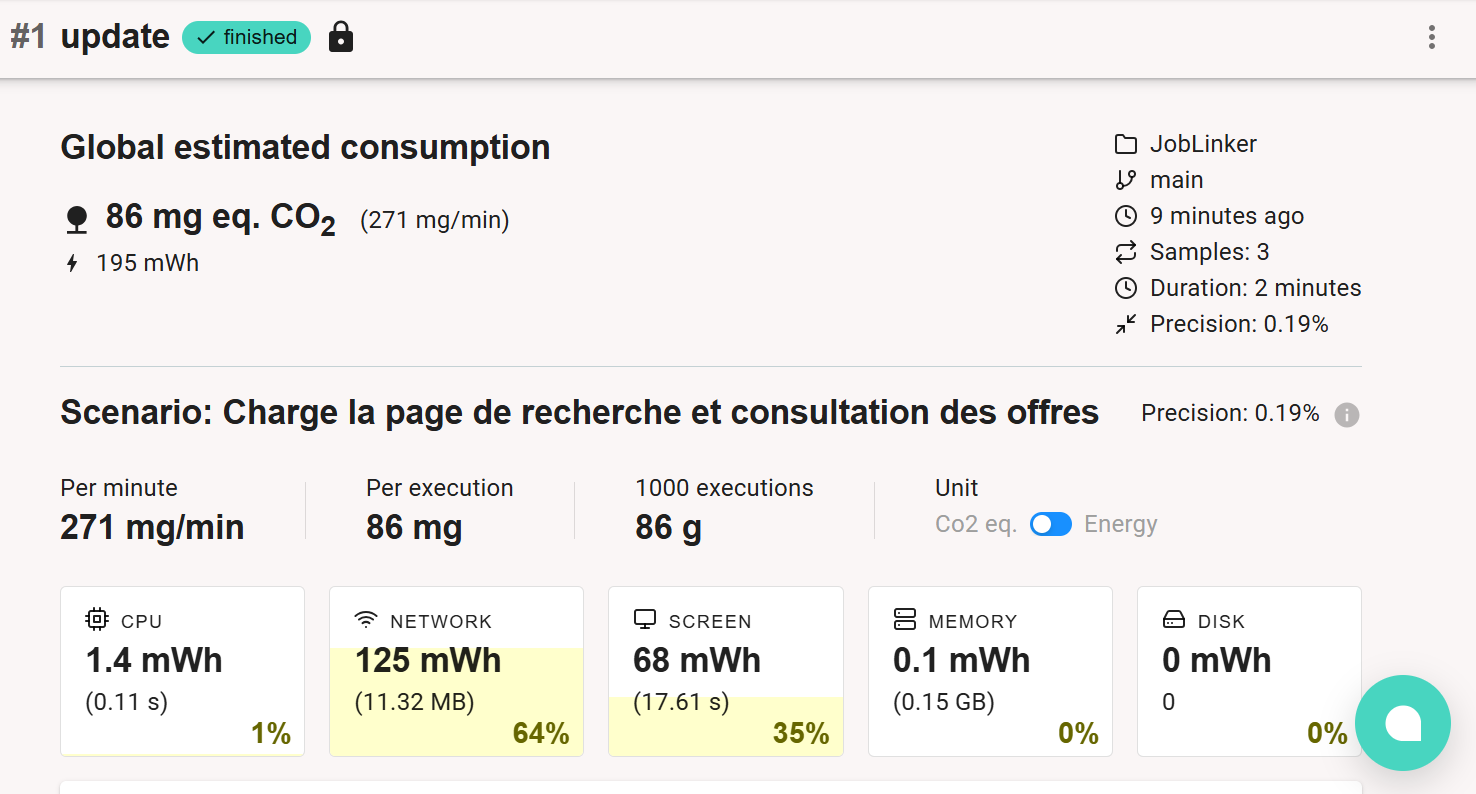 #1 update finished
Global estimated consumption
86 mg eq. CO2 (271 mg/min)
195 mWh
JobLinker
main
9 minutes ago
Samples: 3
Duration: 2 minutes
Precision: 0.19%
Scenario: Charge la page de recherche et consultation des offres Precision: 0.19%
Per minute
271 mg/min
Per execution
86 mg
1000 executions
86 g
Unit
Co2 eq. Energy
CPU
1.4 mWh
(0.11 s)
1%
NETWORK
125 mWh
(11.32 MB)
64%
SCREEN
68 mWh
(17.61 s)
35%
MEMORY
0.1 mWh
(0.15 GB)
0%
DISK
0 mWh
0
0%